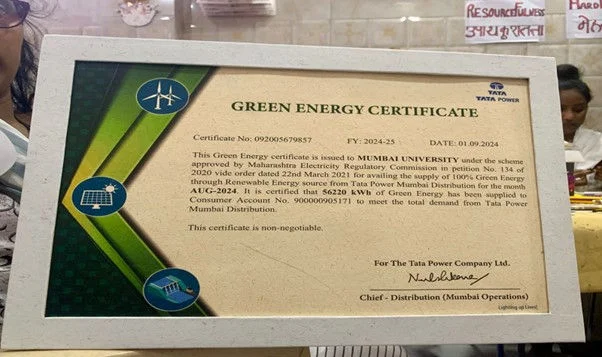 RESOURCEFULNESS
HARD
TATA
TATA POWER
GREEN ENERGY CERTIFICATE
Certificate No: 092005679857 FY: 2024-25 DATE: 01.09.2024
This Green Energy certificate is issued to MUMBAI UNIVERSITY under the scheme
approved by Maharashtra Electricity Regulatory Commission in petition No. 134 of
2020 vide order dated 22nd March 2021 for availing the supply of 100% Green Energy
through Renewable Energy source from Tata Power Mumbai Distribution for the month
AUG-2024. It is certified that 56220 kWh of Green Energy has been supplied to
Consumer Account No. 900000905171 to meet the total demand from Tata Power
Mumbai Distribution.
This certificate is non-negotiable.
For The Tata Power Company Ltd.
Chief - Distribution (Mumbai Operations)
Lighting up Lives!